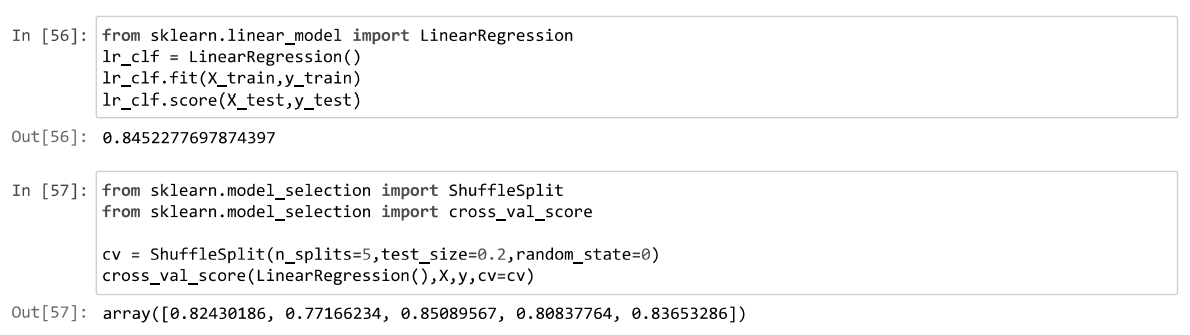 In [56]: from sklearn.linear_model import LinearRegression
lr_clf = LinearRegression()
lr_clf.fit(X_train,y_train)
lr_clf.score(X_test,y_test)
Out[56]: 0.8452277697874397
In [57]: from sklearn.model_selection import ShuffleSplit
from sklearn.model_selection import cross_val_score
cv = ShuffleSplit(n_splits=5,test_size=0.2,random_state=0)
cross_val_score(LinearRegression(),X,y,cv=cv)
Out[57]: array([0.82430186, 0.77166234, 0.85089567, 0.80837764, 0.83653286])